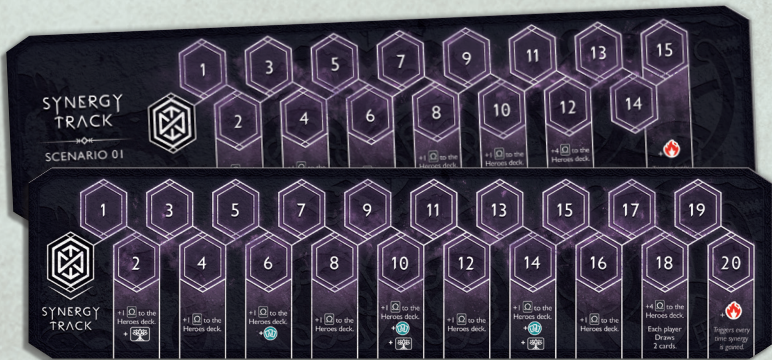 1 3 5 7 9 11 13 15
SYNERGY
TRACK
SCENARIO 01
2 4 6 8 10 12 14
+1 Ω to the
Heroes deck.
+1 Ω to the
Heroes deck.
+4 Ω to the
Heroes deck.
+
1 3 5 7 9 11 13 15 17 19
2 4 6 8 10 12 14 16 18 20
SYNERGY
TRACK
+1 Ω to the
Heroes deck.
+
+1 Ω to the
Heroes deck.
+1 Ω to the
Heroes deck.
+
+1 Ω to the
Heroes deck.
+1 Ω to the
Heroes deck.
+
+
+1 Ω to the
Heroes deck.
+1 Ω to the
Heroes deck.
+
+
+1 Ω to the
Heroes deck.
+4 Ω to the
Heroes deck.
Each player
Draws
2 cards.
+
Triggers every
time synergy
is gained.